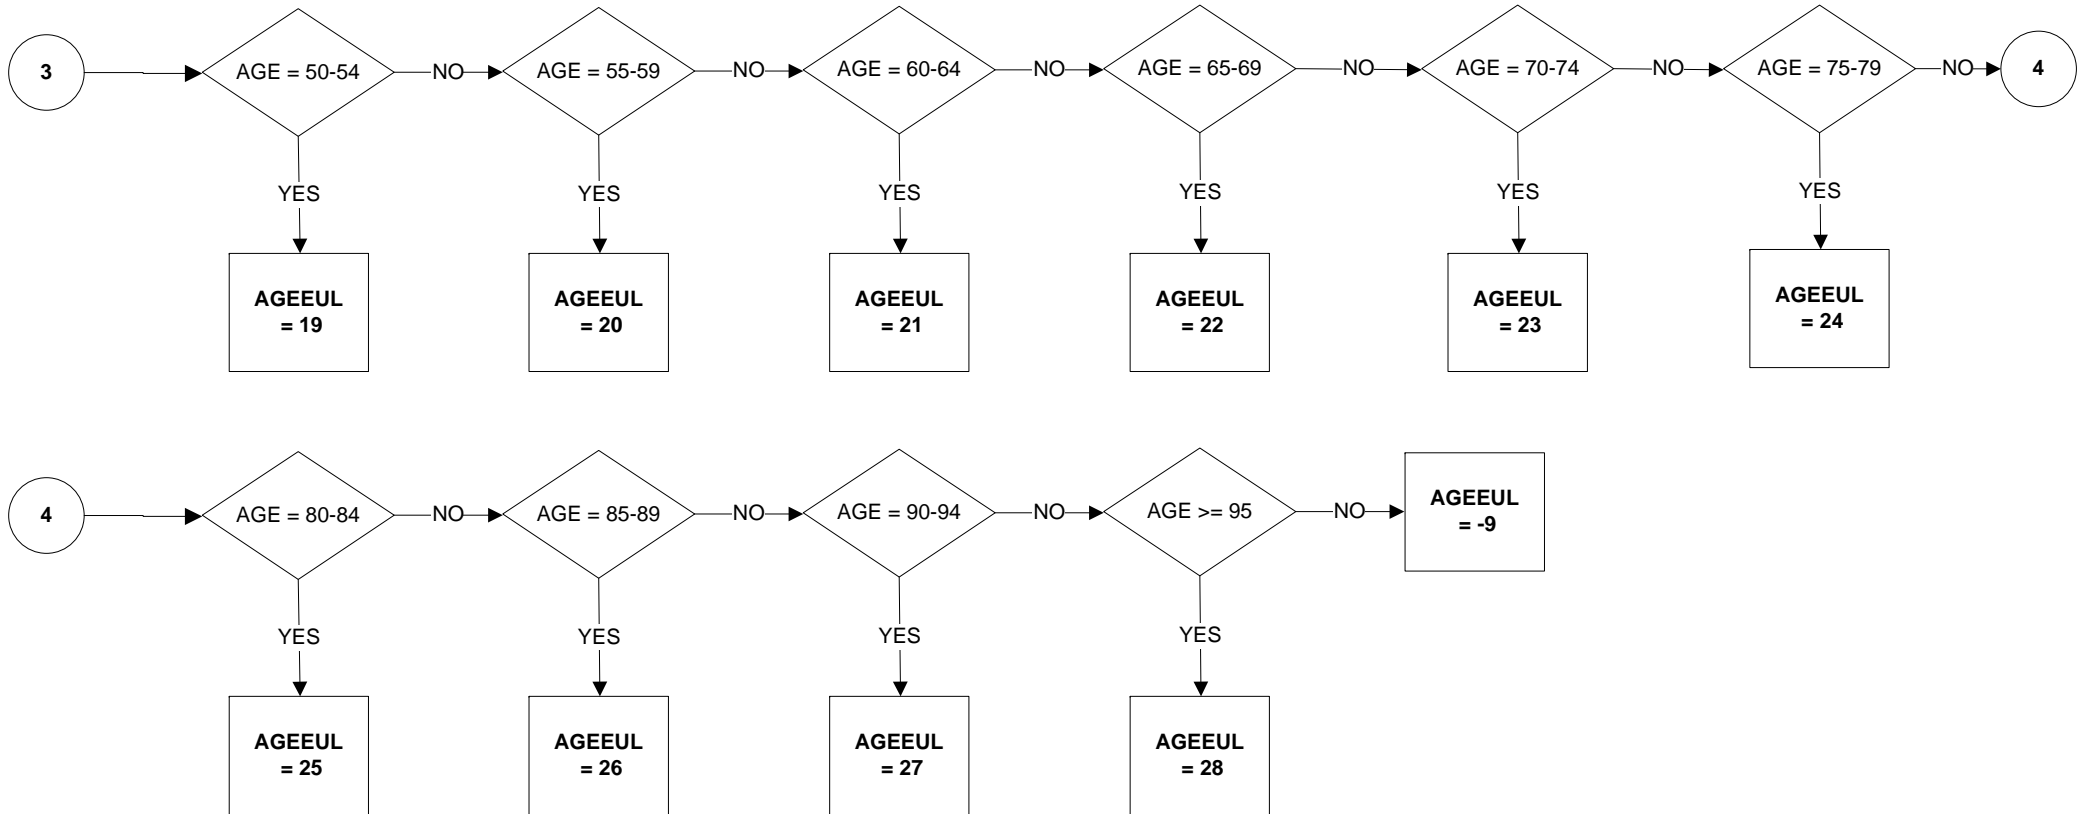 3
AGE = 50-54
NO
AGE = 55-59
NO
AGE = 60-64
NO
AGE = 65-69
NO
AGE = 70-74
NO
AGE = 75-79
NO
4
YES
YES
YES
YES
YES
YES
AGEEUL
= 19
AGEEUL
= 20
AGEEUL
= 21
AGEEUL
= 22
AGEEUL
= 23
AGEEUL
= 24
4
AGE = 80-84
NO
AGE = 85-89
NO
AGE = 90-94
NO
AGE >= 95
NO
AGEEUL
= -9
YES
YES
YES
YES
AGEEUL
= 25
AGEEUL
= 26
AGEEUL
= 27
AGEEUL
= 28